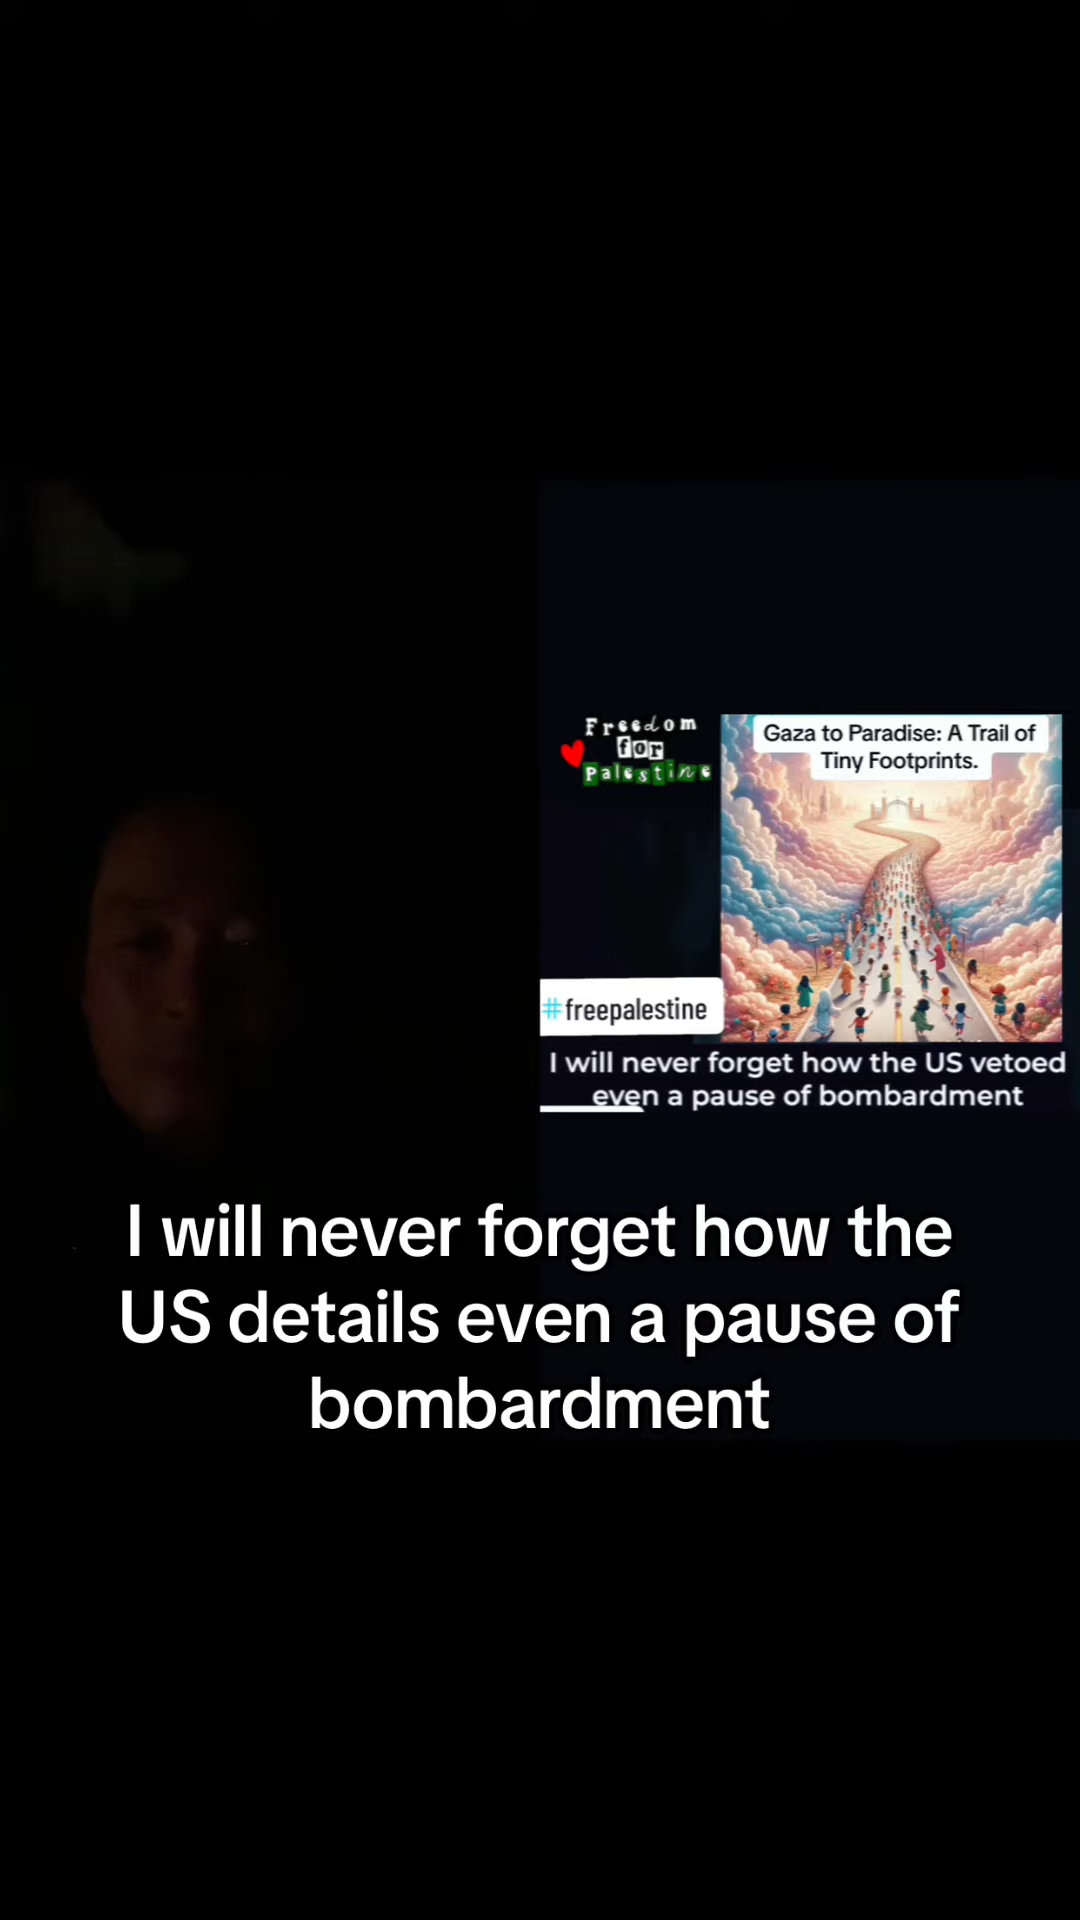 Freedom
for
Palestine
Gaza to Paradise: A Trail of
Tiny Footprints.
#freepalestine
I will never forget how the US vetoed
even a pause of bombardment
I will never forget how the
US details even a pause of
bombardment